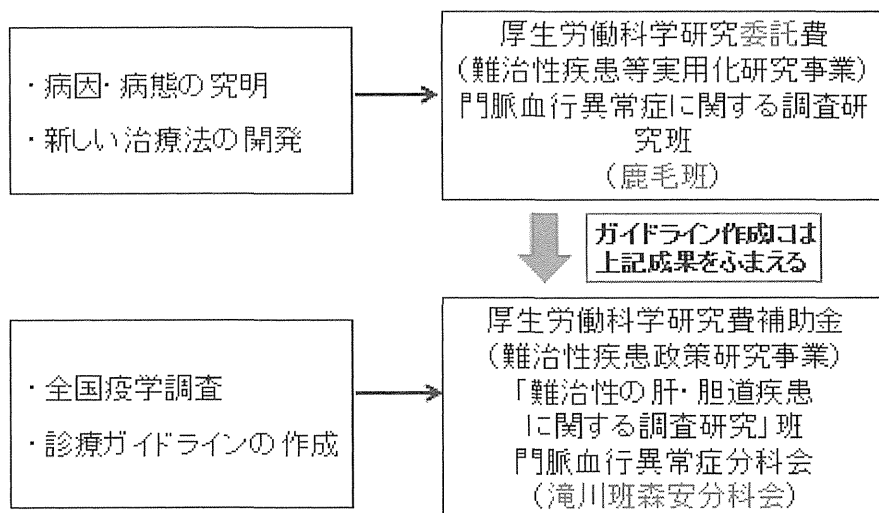 ・病因・病態の究明
・新しい治療法の開発
厚生労働科学研究委託費
(難治性疾患等実用化研究事業)
門脈血行異常症に関する調査研
究班
(鹿毛班)
ガイドライン作成には
上記成果をふまえる
・全国疫学調査
・診療ガイドラインの作成
厚生労働科学研究費補助金
(難治性疾患政策研究事業)
「難治性の肝・胆道疾患
に関する調査研究」班
門脈血行異常症分科会
(滝川班森安分科会)